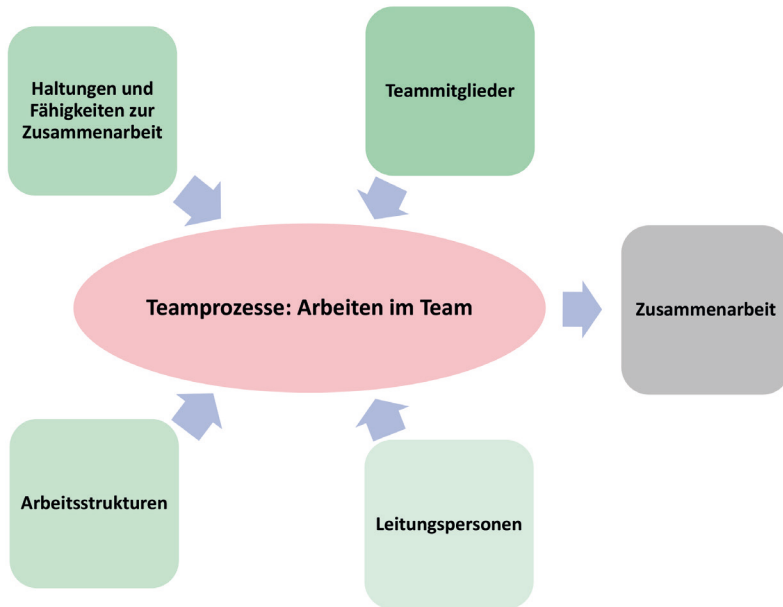 Haltungen und
Fähigkeiten zur
Zusammenarbeit
Teammitglieder
Teamprozesse: Arbeiten im Team
Zusammenarbeit
Arbeitsstrukturen
Leitungspersonen